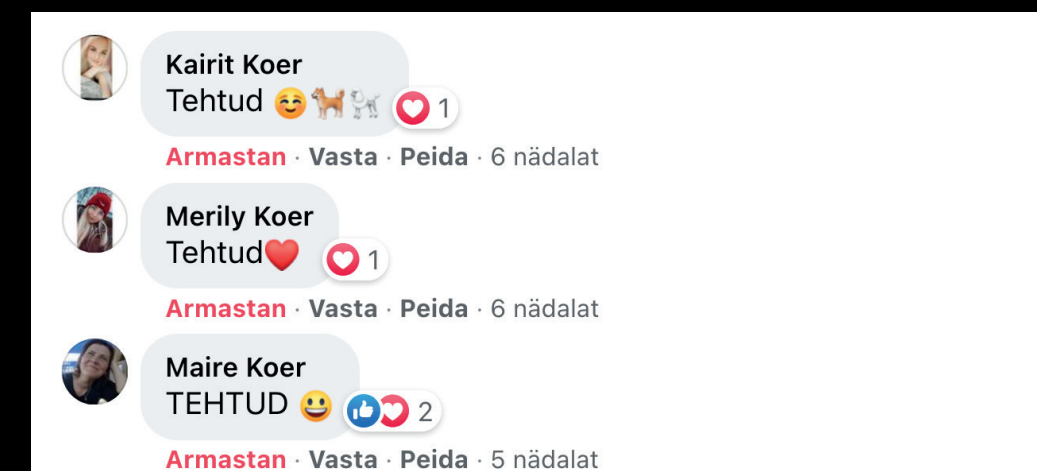 Kairit Koer
Tehtud ☺️🐕🐩 1
Armastan · Vasta · Peida · 6 nädalat
Merily Koer
Tehtud❤️ 1
Armastan · Vasta · Peida · 6 nädalat
Maire Koer
TEHTUD 😃 2
Armastan · Vasta · Peida · 5 nädalat